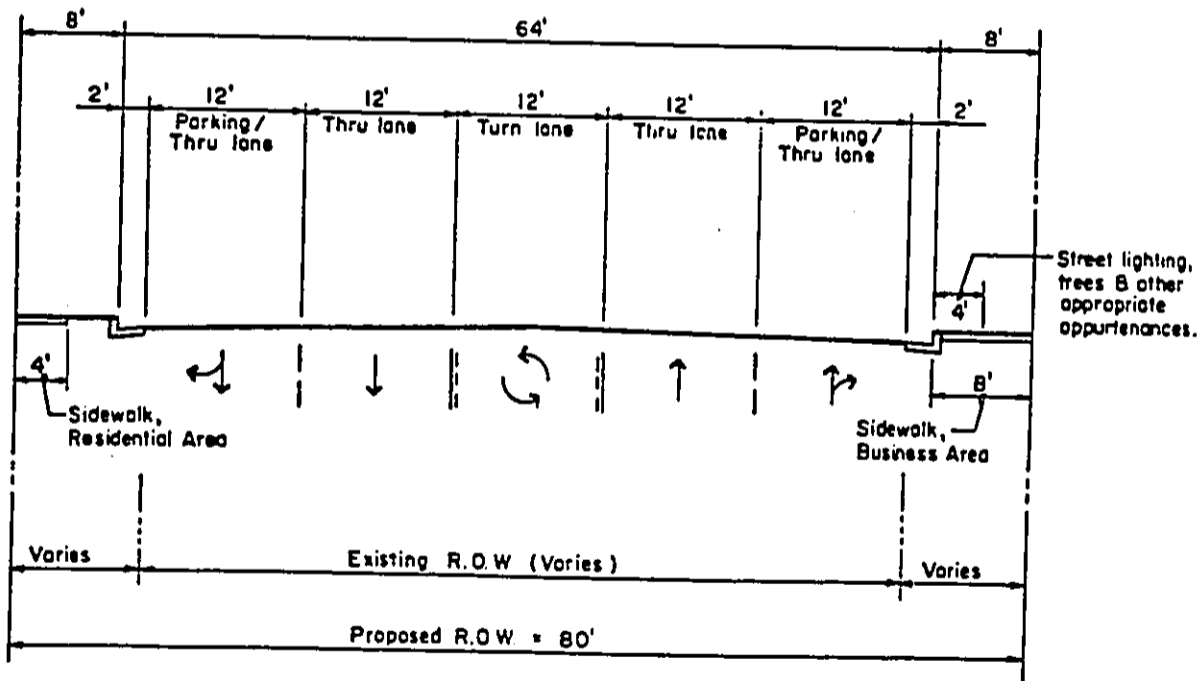 8'
64'
8'
2'
12'
12'
12'
12'
12'
2'
Parking/
Thru lane
Thru lane
Turn lane
Thru lane
Parking/
Thru lane
Street lighting,
trees & other
appropriate
appurtenances.
4'
4'
8'
Sidewalk,
Residential Area
Sidewalk,
Business Area
Varies
Existing R.O.W (Varies)
Varies
Proposed R.O.W. = 80'